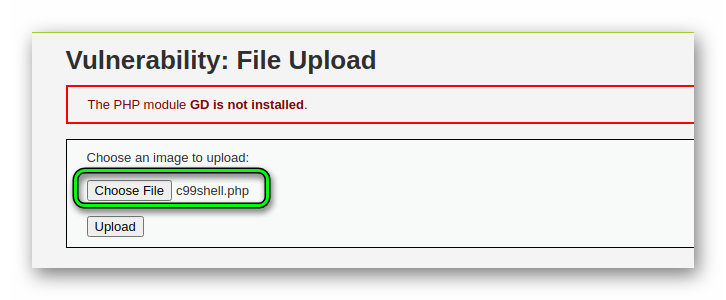 Vulnerability: File Upload
The PHP module GD is not installed.
Choose an image to upload:
Choose File c99shell.php
Upload